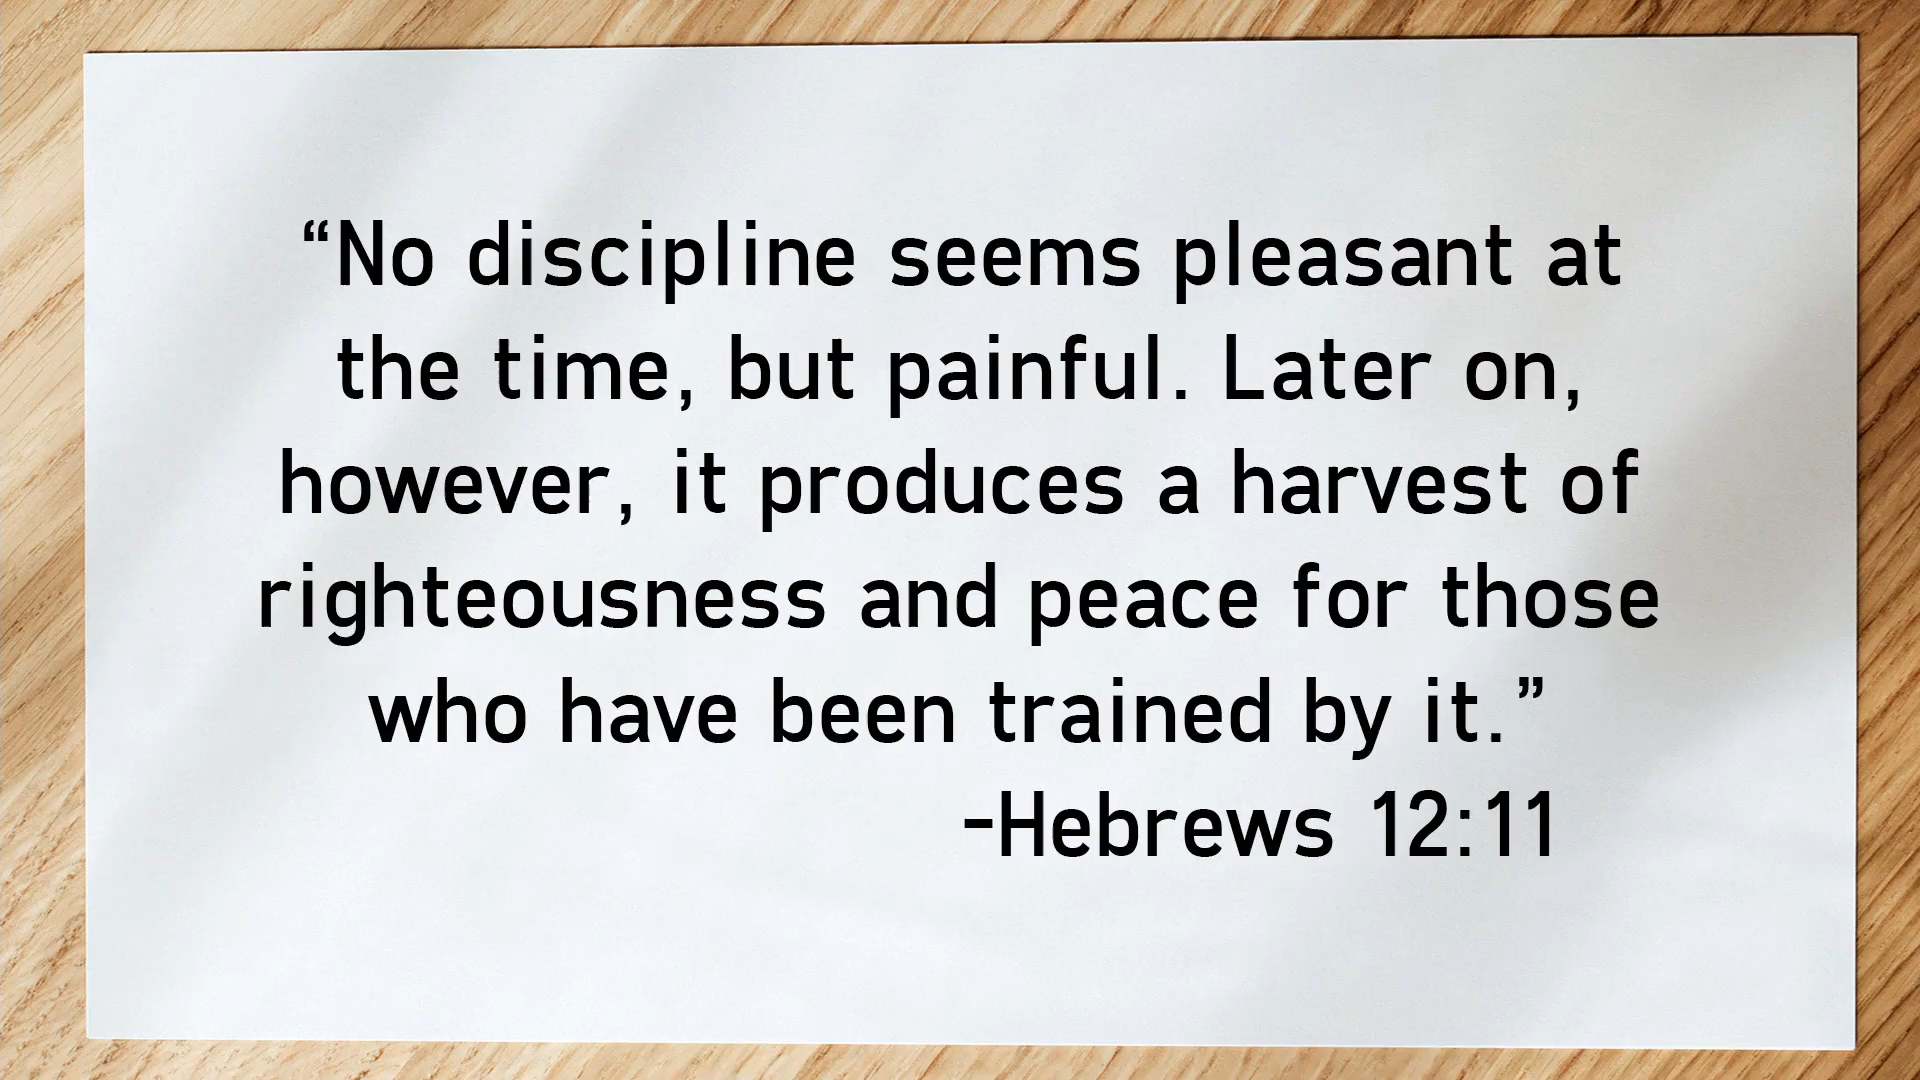 “No discipline seems pleasant at
the time, but painful. Later on,
however, it produces a harvest of
righteousness and peace for those
who have been trained by it.”
-Hebrews 12:11